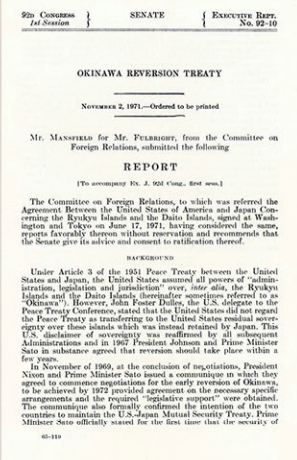 92D CONGRESS
1st Session
SENATE
EXECUTIVE REPT.
No. 92-10
OKINAWA REVERSION TREATY
NOVEMBER 2, 1971.—Ordered to be printed
Mr. MANSFIELD for Mr. FULBRIGHT, from the Committee on
Foreign Relations, submitted the following
REPORT
[To accompany Ex. J. 92d Cong., first sess.]
The Committee on Foreign Relations, to which was referred the
Agreement Between the United States of America and Japan Con-
cerning the Ryukyu Islands and the Daito Islands, signed at Wash-
ington and Tokyo on June 17, 1971, having considered the same,
reports favorably thereon without reservation and recommends that
the Senate give its advice and consent to ratification thereof.
BACKGROUND
Under Article 3 of the 1951 Peace Treaty between the United
States and Japan, the United States assumed all powers of "admin-
istration, legislation and jurisdiction" over, inter alia, the Ryukyu
Islands and the Daito Islands (hereinafter sometimes referred to as
"Okinawa"). However, John Foster Dulles, the U.S. delegate to the
Peace Treaty Conference, stated that the United States did not regard
the Peace Treaty as transferring to the United States residual sover-
eignty over these islands which was instead retained by Japan. This
U.S. disclaimer of sovereignty was reaffirmed by all subsequent
Administrations and in 1967 President Johnson and Prime Minister
Sato in substance agreed that reversion should take place within a
few years.
In November of 1969, at the conclusion of negotiations, President
Nixon and Prime Minister Sato issued a communique in which they
agreed to commence negotiations for the early reversion of Okinawa,
to be achieved by 1972 provided agreement on the necessary specific
arrangements and the required "legislative support" were obtained.
The communique also formally confirmed the intention of the two
countries to maintain the U.S.-Japan Mutual Security Treaty. Prime
Minister Sato officially stated for the first time that the security of
65-119